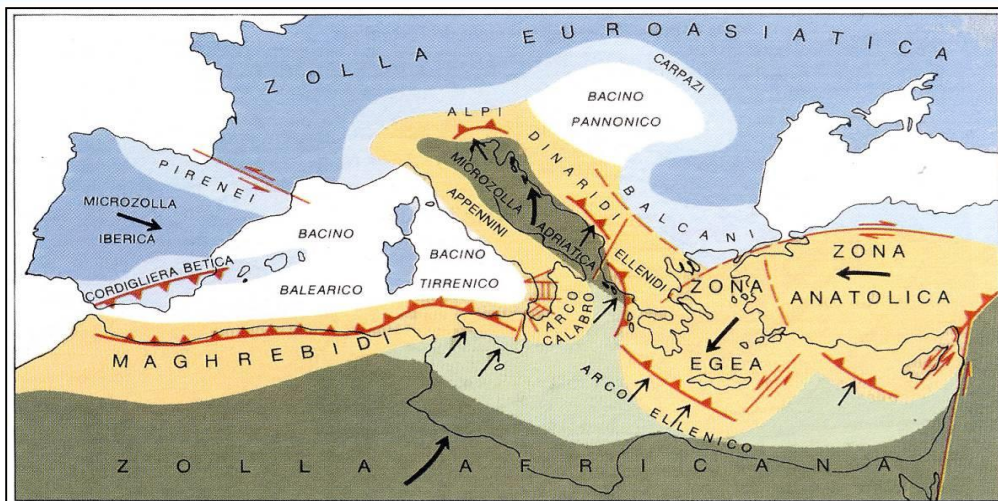 ZOLLA EUROASIATICA
CARPAZI
BACINO
PANNONICO
ALPI
DINARIDI
BALCANI
PIRENEI
MICROZOLLA
IBERICA
MICROZOLLA
ADRIATICA
APPENNINI
BACINO
BALEARICO
BACINO
TIRRENICO
CORDIGLIERA BETICA
ELLENIDI
ZONA
EGEA
ZONA
ANATOLICA
ARCO
CALABRO
MAGHREBIDI
ARCO ELLENICO
ZOLLA AFRICANA